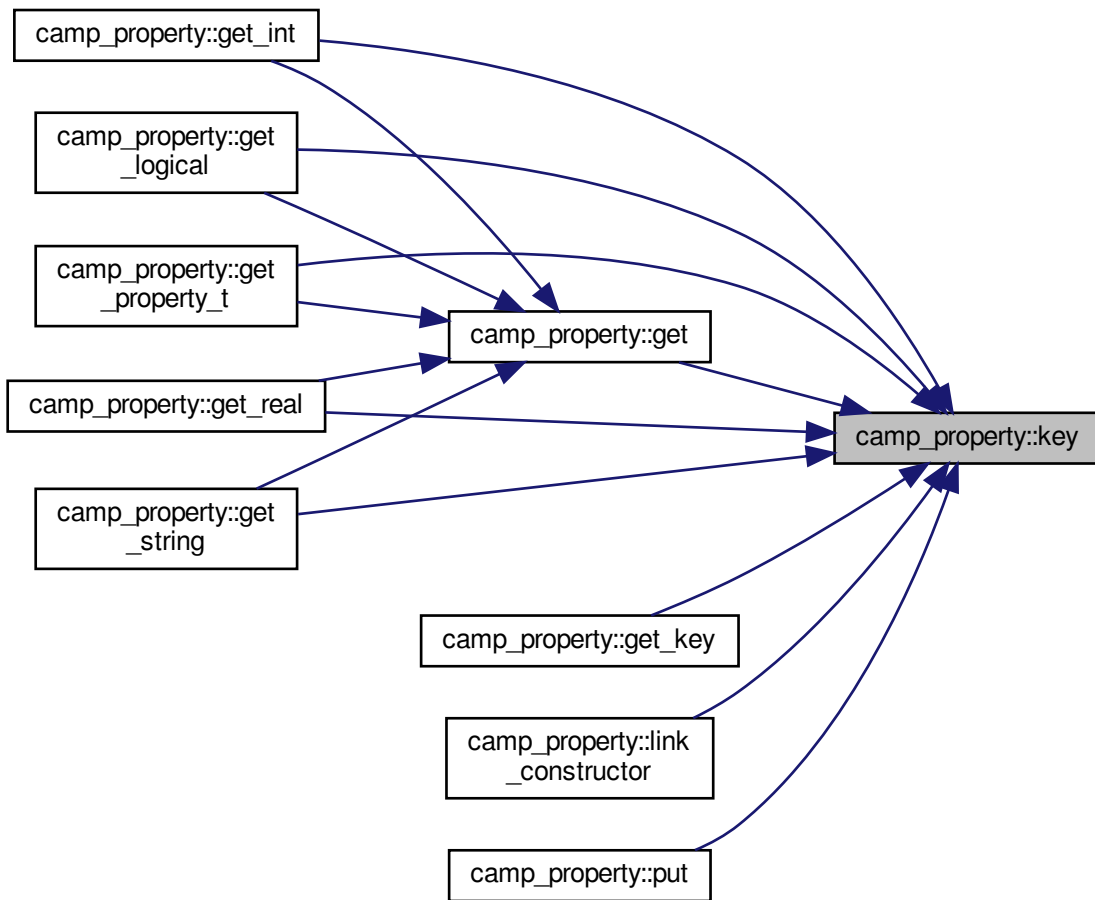 camp_property::get_int
camp_property::get
_logical
camp_property::get
_property_t
camp_property::get
camp_property::get_real
camp_property::key
camp_property::get
_string
camp_property::get_key
camp_property::link
_constructor
camp_property::put